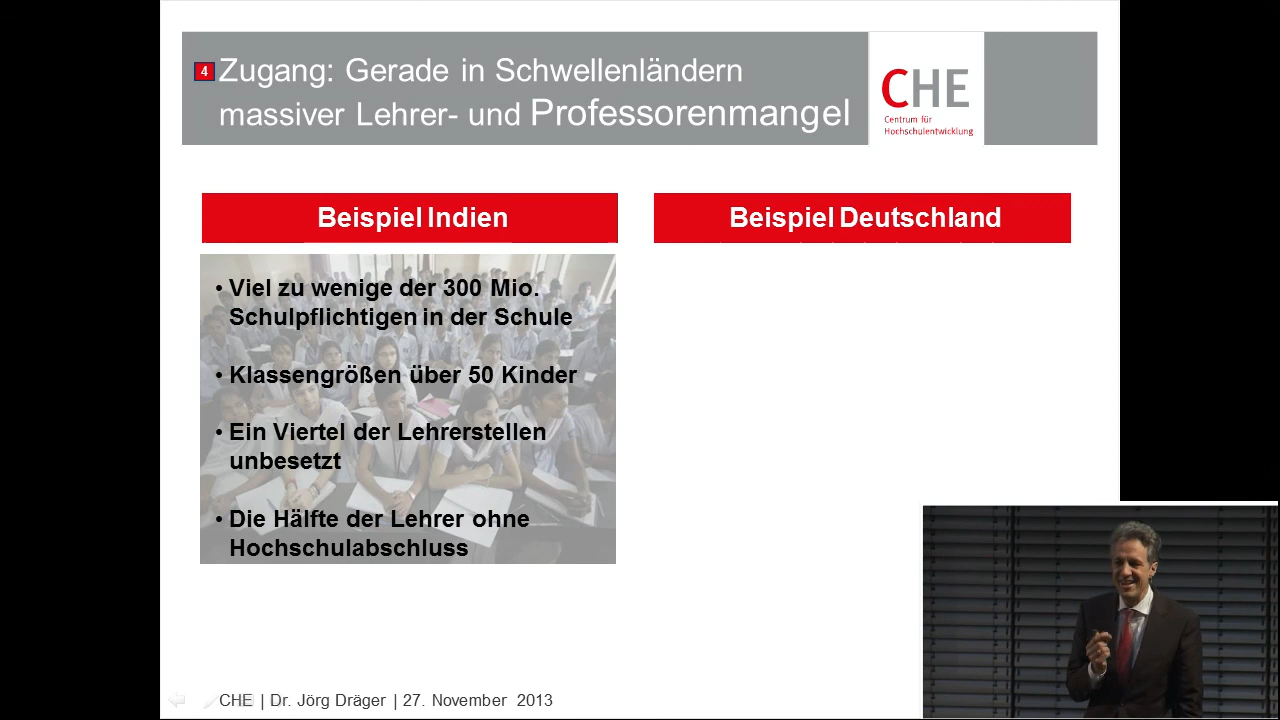 4 Zugang: Gerade in Schwellenländern
massiver Lehrer- und Professorenmangel
CHE
Centrum für
Hochschulentwicklung
Beispiel Indien
• Viel zu wenige der 300 Mio.
Schulpflichtigen in der Schule
• Klassengrößen über 50 Kinder
• Ein Viertel der Lehrerstellen
unbesetzt
• Die Hälfte der Lehrer ohne
Hochschulabschluss
Beispiel Deutschland
CHE | Dr. Jörg Dräger | 27. November 2013